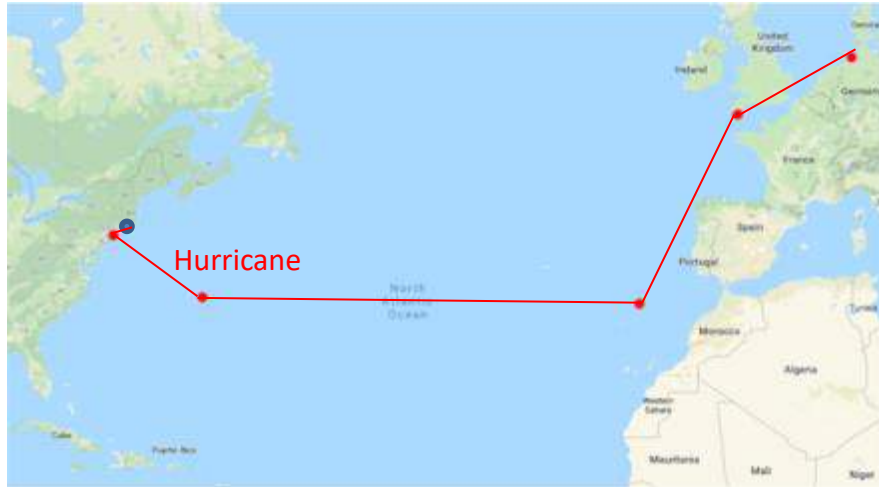 United
Kingdom
Ireland
Germany
France
Hurricane
Spain
Portugal
North
Atlantic
Ocean
Tunisia
Morocco
Algeria
Western
Sahara
Cuba
Puerto Rico
Mauritania
Mali
Niger